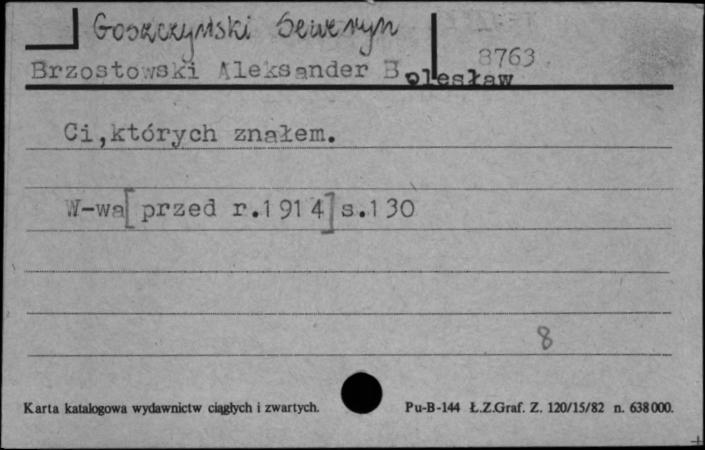 Goszczyński Seweryn
8763
Brzostowski Aleksander Bolesław
Ci,których znałem.
W-wa[przed r.1914]s.130
8
Karta katalogowa wydawnictw ciągłych i zwartych.
Pu-B-144 Ł.Z.Graf. Z. 120/15/82 n. 638000.